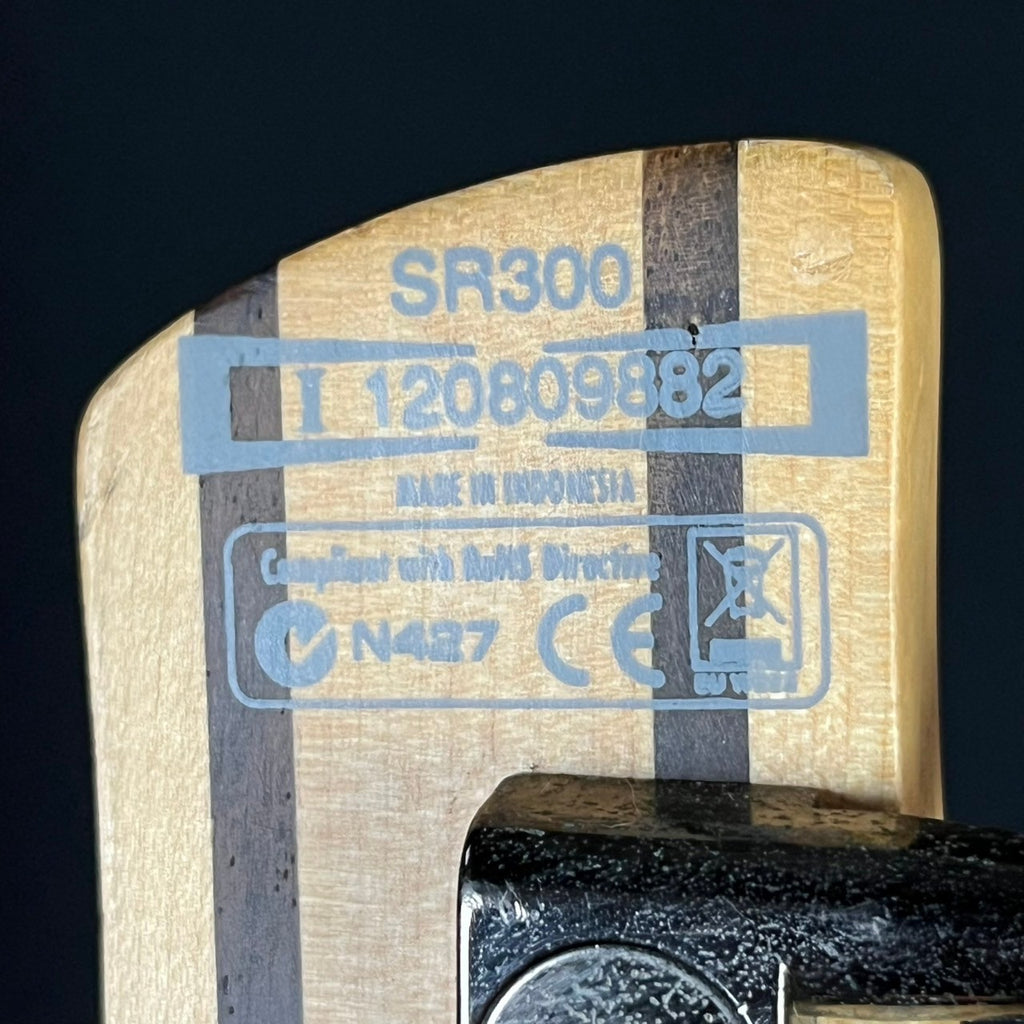 SR300
I 120809882
MADE IN INDONESIA
Compliant with RoHS Directive
N427 CE